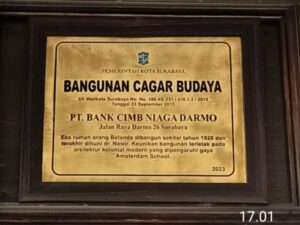 PEMERINTAH KOTA SURABAYA
BANGUNAN CAGAR BUDAYA
SK Walikota Surabaya No. No. 188.45/ 231 / 436.1.2 / 2015
Tanggal 23 September 2015
PT. BANK CIMB NIAGA DARMO
Jalan Raya Darmo 26 Surabaya
Eks rumah orang Belanda dibangun sekitar tahun 1920 dan
terakhir dihuni dr. Nawir. Keunikan bangunan terletak pada
arsitektur kolonial modern yang dipengaruhi gaya
Amsterdam School.
2023
17.01